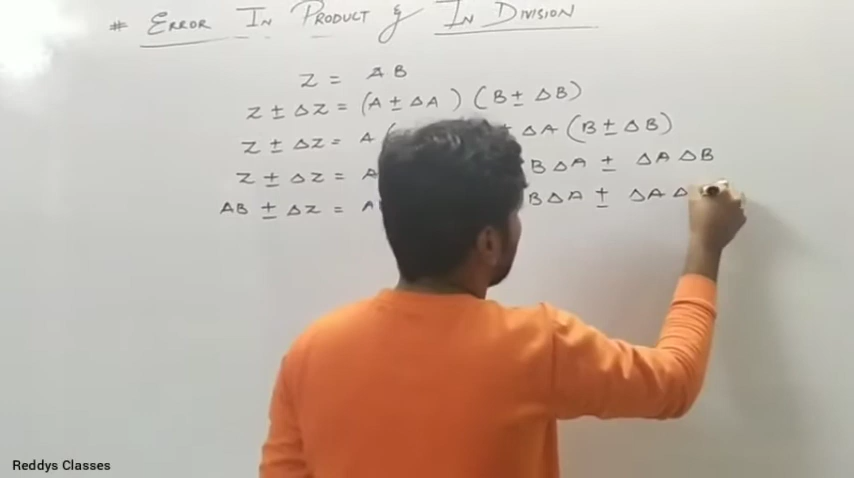 # ERROR IN PRODUCT & IN DIVISION
Z = AB
Z ± ΔZ = (A ± ΔA) (B ± ΔB)
Z ± ΔZ = A ( ΔA (B ± ΔB)
Z ± ΔZ = A BΔA ± ΔA ΔB
AB ± ΔZ = A BΔA ± ΔA Δ
Reddys Classes